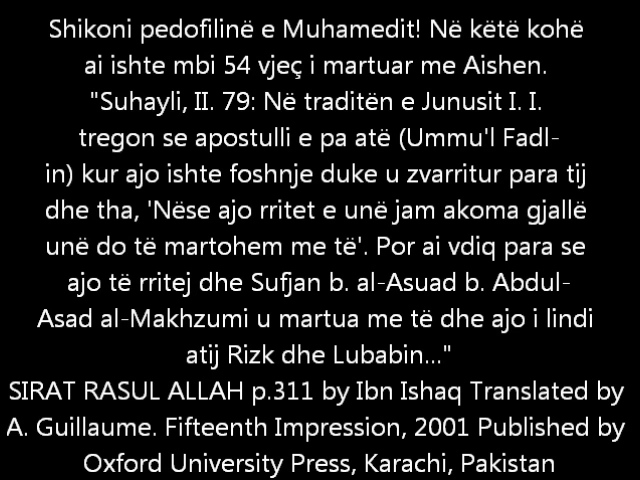 Shikoni pedofilinë e Muhamedit! Në këtë kohë
ai ishte mbi 54 vjeç i martuar me Aishen.
"Suhayli, II. 79: Në traditën e Junusit I. I.
tregon se apostulli e pa atë (Ummu'l Fadl-
in) kur ajo ishte foshnje duke u zvarritur para tij
dhe tha, 'Nëse ajo rritet e unë jam akoma gjallë
unë do të martohem me të'. Por ai vdiq para se
ajo të rritej dhe Sufjan b. al-Asuad b. Abdul-
Asad al-Makhzumi u martua me të dhe ajo i lindi
atij Rizk dhe Lubabin..."
SIRAT RASUL ALLAH p.311 by Ibn Ishaq Translated by
A. Guillaume. Fifteenth Impression, 2001 Published by
Oxford University Press, Karachi, Pakistan